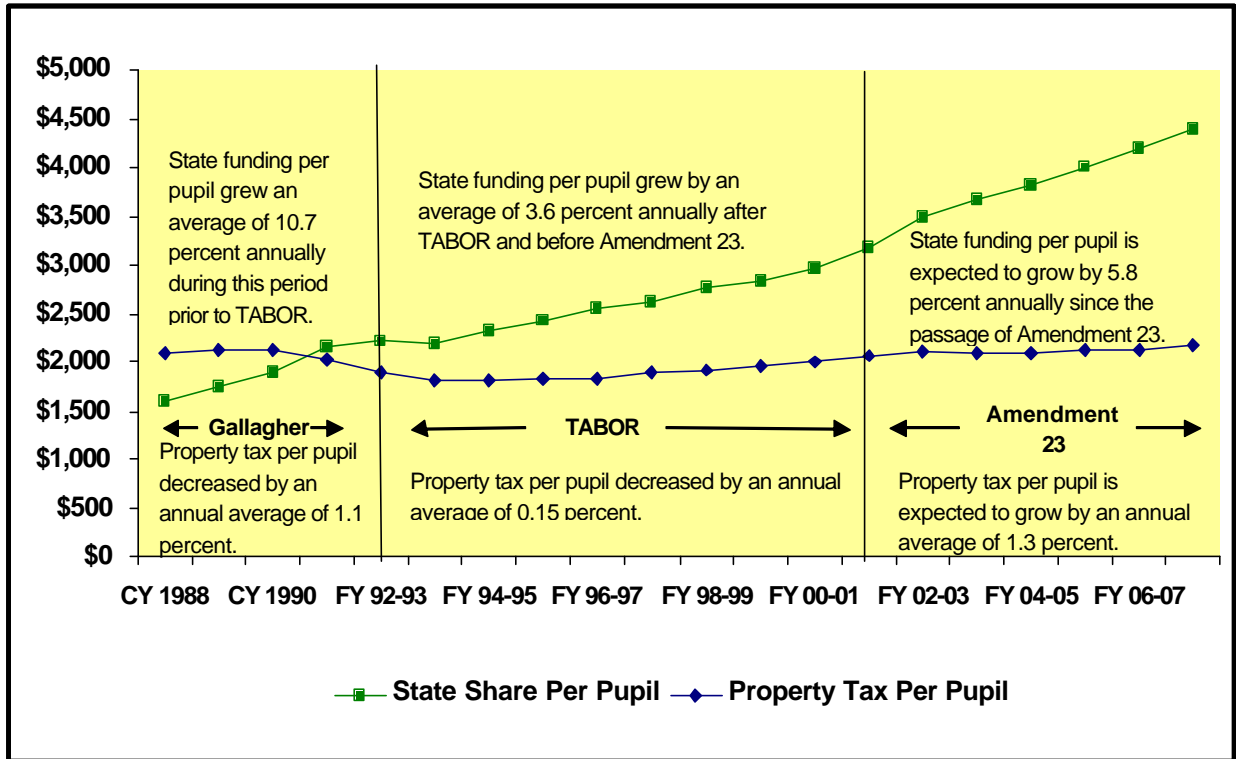 $5,000
$4,500
$4,000
$3,500
$3,000
$2,500
$2,000
$1,500
$1,000
$500
$0
State funding per
pupil grew an
average of 10.7
percent annually
during this period
prior to TABOR.
State funding per pupil grew by an
average of 3.6 percent annually after
TABOR and before Amendment 23.
State funding per pupil is
expected to grow by 5.8
percent annually since the
passage of Amendment 23.
Gallagher
TABOR
Amendment
23
Property tax per pupil
decreased by an
annual average of 1.1
percent.
Property tax per pupil decreased by an annual
average of 0.15 percent.
Property tax per pupil is
expected to grow by an annual
average of 1.3 percent.
CY 1988 CY 1990 FY 92-93 FY 94-95 FY 96-97 FY 98-99 FY 00-01 FY 02-03 FY 04-05 FY 06-07
State Share Per Pupil Property Tax Per Pupil